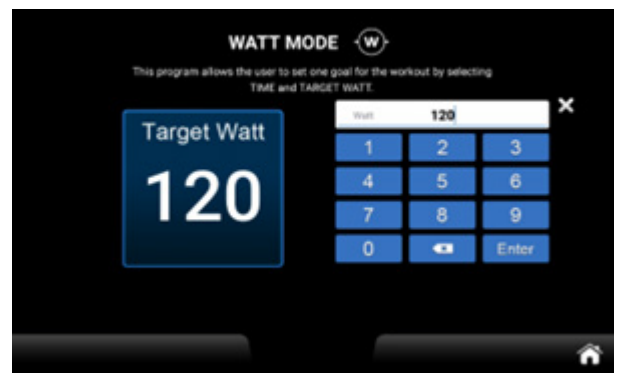 WATT MODE W
This program allows the user to set one goal for the workout by selecting
TIME and TARGET WATT.
Target Watt
120
Watt 120
1 2 3
4 5 6
7 8 9
0 Enter